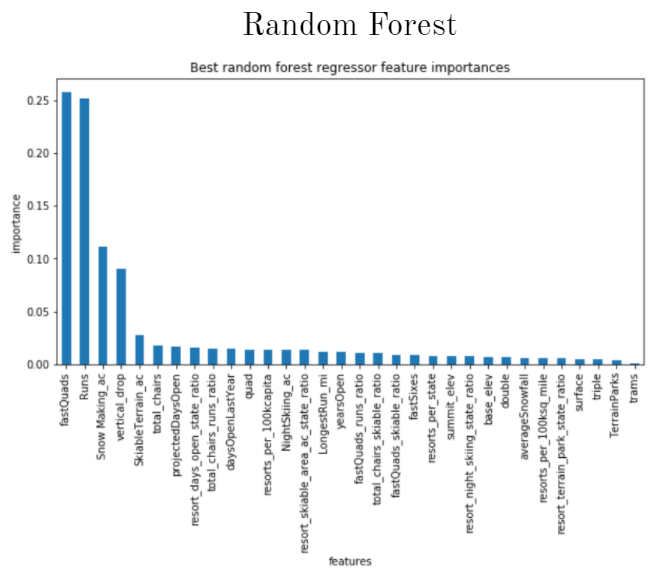 Random Forest
Best random forest regressor feature importances
importance
0.25
0.20
0.15
0.10
0.05
0.00
fastQuads
Runs
Snow Making_ac
vertical_drop
SkiableTerrain_ac
total_chairs
projectedDaysOpen
resort_days_open_state_ratio
total_chairs_runs_ratio
daysOpenLastYear
quad
resorts_per_100kcapita
NightSkiing_ac
resort_skiable_area_ac_state_ratio
LongestRun_mi
yearsOpen
fastQuads_runs_ratio
total_chairs_skiable_ratio
fastQuads_skiable_ratio
fastSixes
resorts_per_state
summit_elev
resort_night_skiing_state_ratio
base_elev
double
averageSnowfall
resorts_per_100ksq_mile
resort_terrain_park_state_ratio
surface
triple
TerrainParks
trams
features